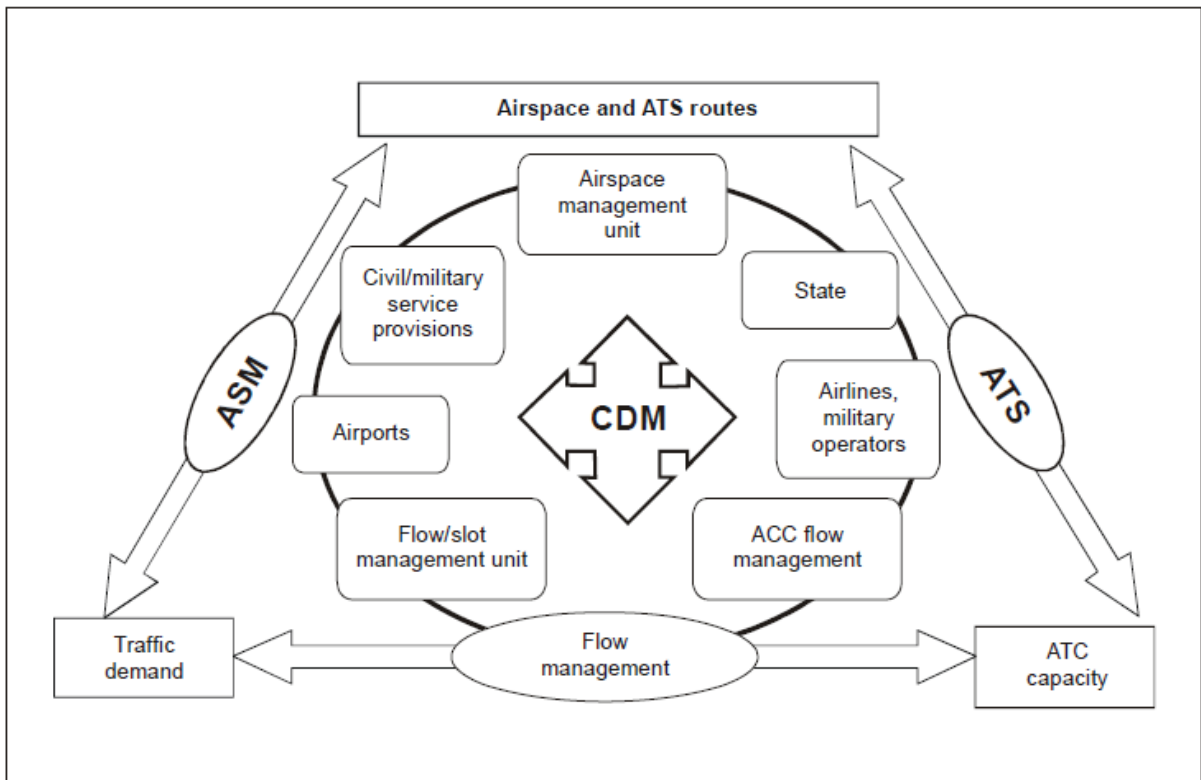 Airspace and ATS routes
Airspace
management
unit
Civil/military
service
provisions
State
ASM
CDM
ATS
Airports
Airlines,
military
operators
Flow/slot
management unit
ACC flow
management
Traffic
demand
Flow
management
ATC
capacity